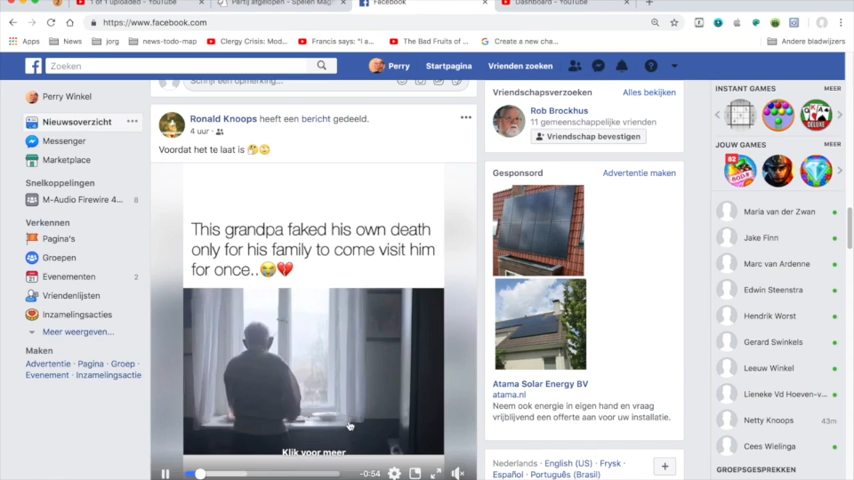 1 of 1 uploaded - YouTube
Partij afgelopen - Spelen Mag
Facebook
Dashboard - YouTube
https://www.facebook.com
Apps
News
jorg
news-todo-map
Clergy Crisis: Mod...
Francis says: "I a...
The Bad Fruits of ...
Create a new cha...
Andere bladwijzers
f
Zoeken
Perry
Startpagina
Vrienden zoeken
Perry Winkel
Nieuwsoverzicht
Messenger
Marketplace
Snelkoppelingen
M-Audio Firewire 4...
8
Verkennen
Pagina's
Groepen
Evenementen
2
Vriendenlijsten
Inzamelingsacties
Meer weergeven...
Maken
Advertentie · Pagina · Groep ·
Evenement · Inzamelingsactie
Schrijf een opmerking...
Ronald Knoops heeft een bericht gedeeld.
4 uur ·
Voordat het te laat is 🤔🙄
This grandpa faked his own death
only for his family to come visit him
for once..😭💔
Klik voor meer
-0:54
Vriendschapsverzoeken
Alles bekijken
Rob Brockhus
11 gemeenschappelijke vrienden
Vriendschap bevestigen
Gesponsord
Advertentie maken
Atama Solar Energy BV
atama.nl
Neem ook energie in eigen hand en vraag
vrijblijvend een offerte aan voor uw installatie.
Nederlands · English (US) · Frysk ·
Español · Português (Brasil)
INSTANT GAMES
MEER
DELUXE
JOUW GAMES
MEER
Maria van der Zwan
Jake Finn
Marc van Ardenne
Edwin Steenstra
Hendrik Worst
Gerard Swinkels
Leeuw Winkel
Lieneke Vd Hoeven-v...
Netty Knoops
43m
Cees Wielinga
GROEPSGESPREKKEN